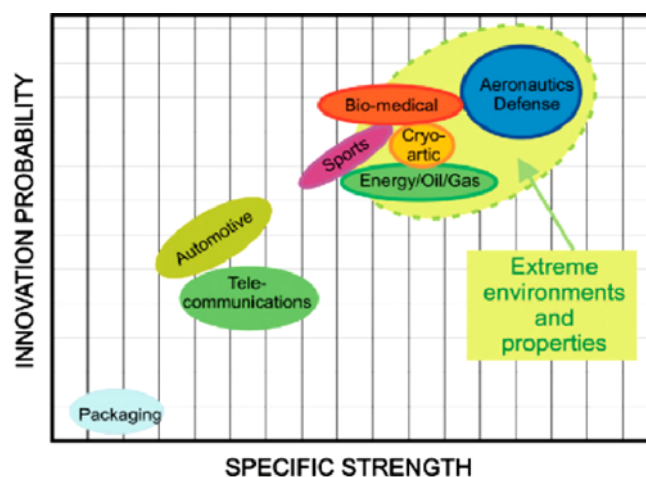 INNOVATION PROBABILITY
Aeronautics
Defense
Bio-medical
Cryo-
artic
Sports
Energy/Oil/Gas
Automotive
Tele-
communications
Extreme
environments
and
properties
Packaging
SPECIFIC STRENGTH